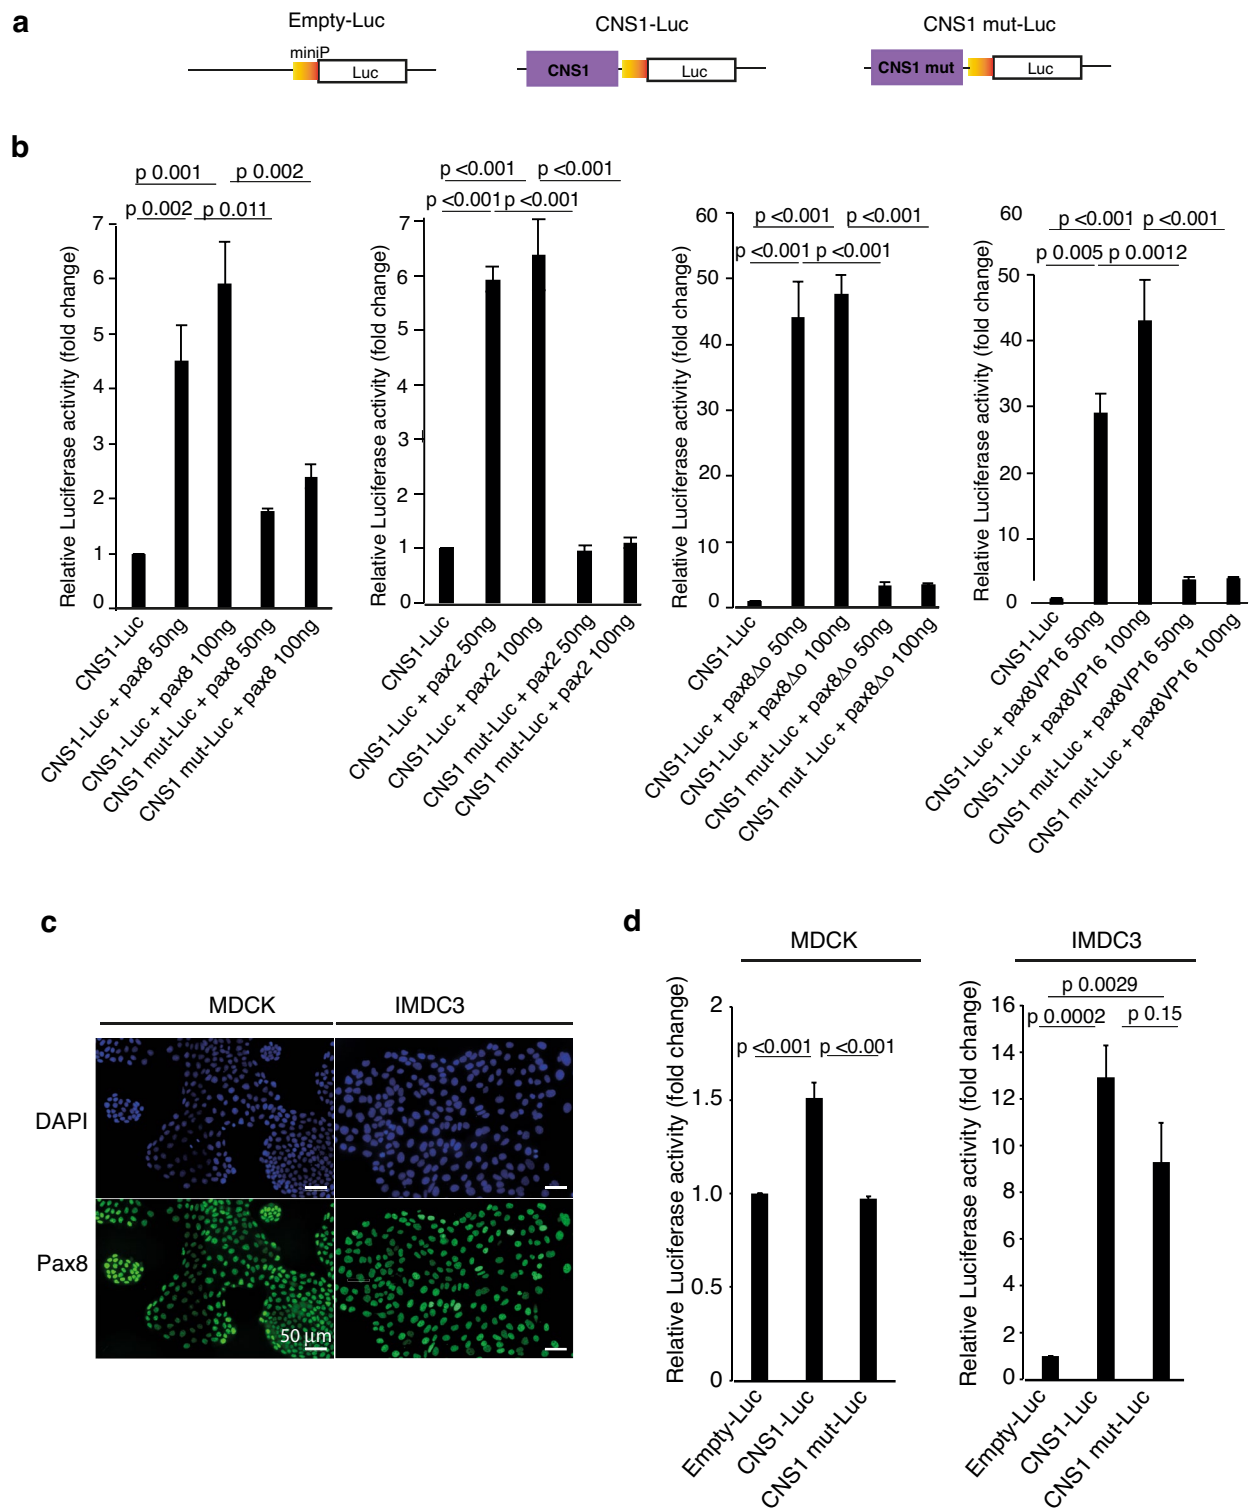 a
Empty-Luc
CNS1-Luc
CNS1 mut-Luc
miniP
Luc
CNS1
Luc
CNS1 mut
Luc
b
p 0.001
p 0.002
p 0.002
p 0.011
Relative Luciferase activity (fold change)
7
6
5
4
3
2
1
0
CNS1-Luc
CNS1-Luc + pax8 50ng
CNS1-Luc + pax8 100ng
CNS1 mut-Luc + pax8 50ng
CNS1 mut-Luc + pax8 100ng
p <0.001
p <0.001
p <0.001
p <0.001
Relative Luciferase activity (fold change)
7
6
5
4
3
2
1
0
CNS1-Luc
CNS1-Luc + pax2 50ng
CNS1-Luc + pax2 100ng
CNS1 mut-Luc + pax2 50ng
CNS1 mut-Luc + pax2 100ng
p <0.001
p <0.001
p <0.001
p <0.001
Relative Luciferase activity (fold change)
60
50
40
30
20
10
0
CNS1-Luc
CNS1-Luc + pax8Δo 50ng
CNS1-Luc + pax8Δo 100ng
CNS1 mut-Luc + pax8Δo 50ng
CNS1 mut -Luc + pax8Δo 100ng
p <0.001
p <0.001
p 0.005
p 0.0012
Relative Luciferase activity (fold change)
60
50
40
30
20
10
0
CNS1-Luc
CNS1-Luc + pax8VP16 50ng
CNS1-Luc + pax8VP16 100ng
CNS1 mut-Luc + pax8VP16 50ng
CNS1 mut-Luc + pax8VP16 100ng
c
MDCK
IMDC3
DAPI
Pax8
50 μm
d
MDCK
p <0.001
p <0.001
Relative Luciferase activity (fold change)
2
1.5
1.0
0.5
0
Empty-Luc
CNS1-Luc
CNS1 mut-Luc
IMDC3
p 0.0029
p 0.0002
p 0.15
Relative Luciferase activity (fold change)
16
14
12
10
8
6
4
2
0
Empty-Luc
CNS1-Luc
CNS1 mut-Luc